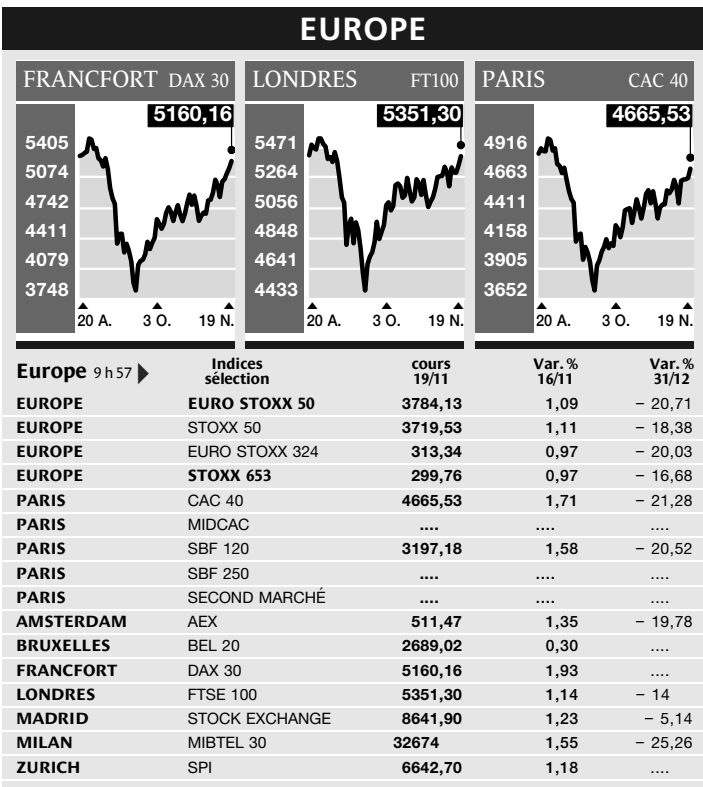 EUROPE
FRANCFORT DAX 30
5160,16
5405
5074
4742
4411
4079
3748
20 A. 3 O. 19 N.
LONDRES FT100
5351,30
5471
5264
5056
4848
4641
4433
20 A. 3 O. 19 N.
PARIS CAC 40
4665,53
4916
4663
4411
4158
3905
3652
20 A. 3 O. 19 N.
Europe 9 h 57 Indices sélection cours 19/11 Var. % 16/11 Var. % 31/12
EUROPE EURO STOXX 50 3784,13 1,09 – 20,71
EUROPE STOXX 50 3719,53 1,11 – 18,38
EUROPE EURO STOXX 324 313,34 0,97 – 20,03
EUROPE STOXX 653 299,76 0,97 – 16,68
PARIS CAC 40 4665,53 1,71 – 21,28
PARIS MIDCAC .... .... ....
PARIS SBF 120 3197,18 1,58 – 20,52
PARIS SBF 250 .... .... ....
PARIS SECOND MARCHÉ .... .... ....
AMSTERDAM AEX 511,47 1,35 – 19,78
BRUXELLES BEL 20 2689,02 0,30 ....
FRANCFORT DAX 30 5160,16 1,93 ....
LONDRES FTSE 100 5351,30 1,14 – 14
MADRID STOCK EXCHANGE 8641,90 1,23 – 5,14
MILAN MIBTEL 30 32674 1,55 – 25,26
ZURICH SPI 6642,70 1,18 ....